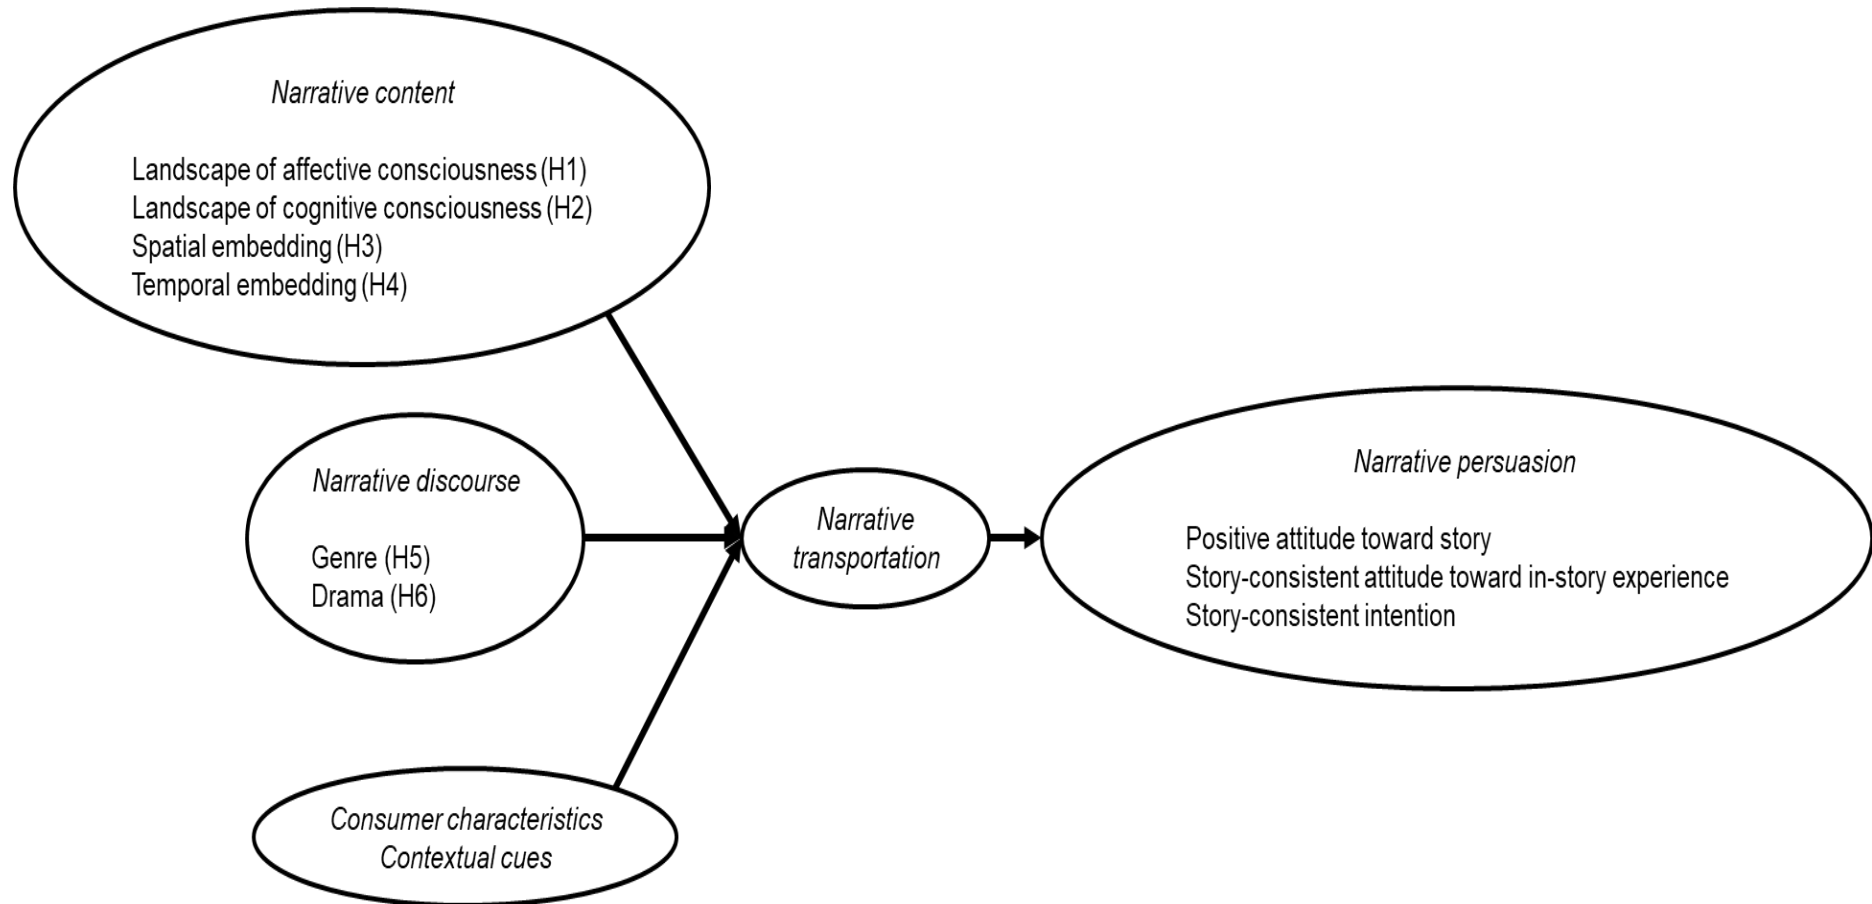 Narrative content
Landscape of affective consciousness (H1)
Landscape of cognitive consciousness (H2)
Spatial embedding (H3)
Temporal embedding (H4)
Narrative discourse
Genre (H5)
Drama (H6)
Consumer characteristics
Contextual cues
Narrative
transportation
Narrative persuasion
Positive attitude toward story
Story-consistent attitude toward in-story experience
Story-consistent intention